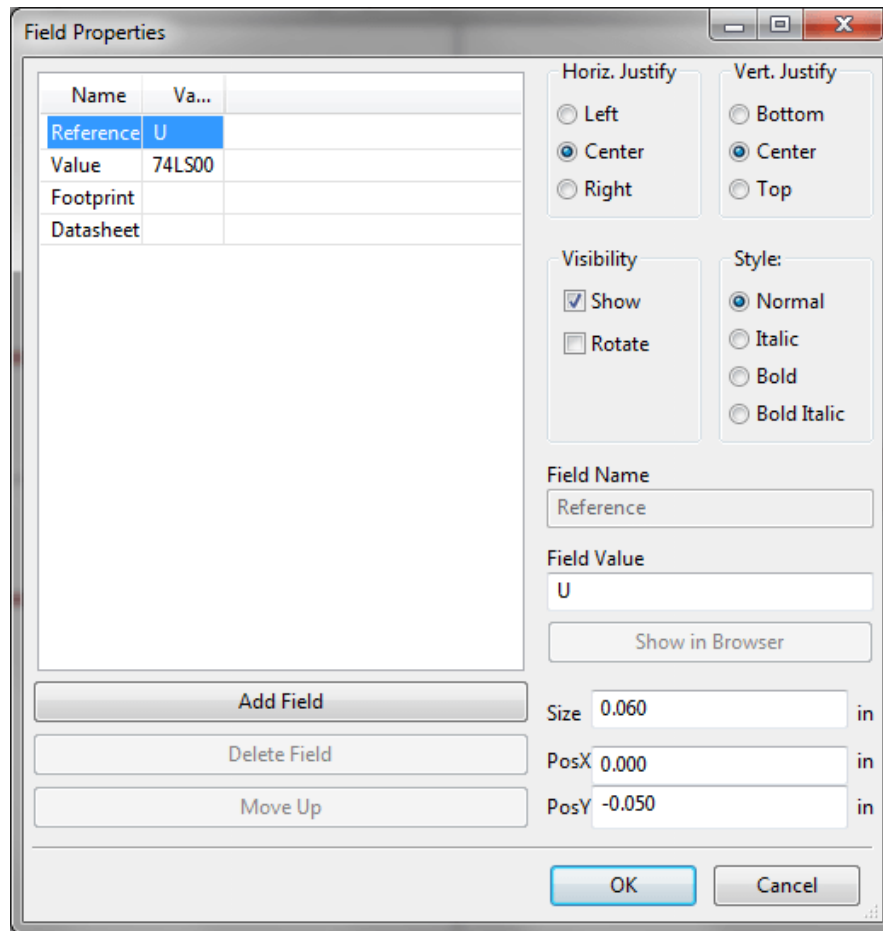 Field Properties
Name Va...
Reference U
Value 74LS00
Footprint
Datasheet
Add Field
Delete Field
Move Up
Horiz. Justify
Left
Center
Right
Vert. Justify
Bottom
Center
Top
Visibility
Show
Rotate
Style:
Normal
Italic
Bold
Bold Italic
Field Name
Reference
Field Value
U
Show in Browser
Size 0.060 in
PosX 0.000 in
PosY -0.050 in
OK Cancel